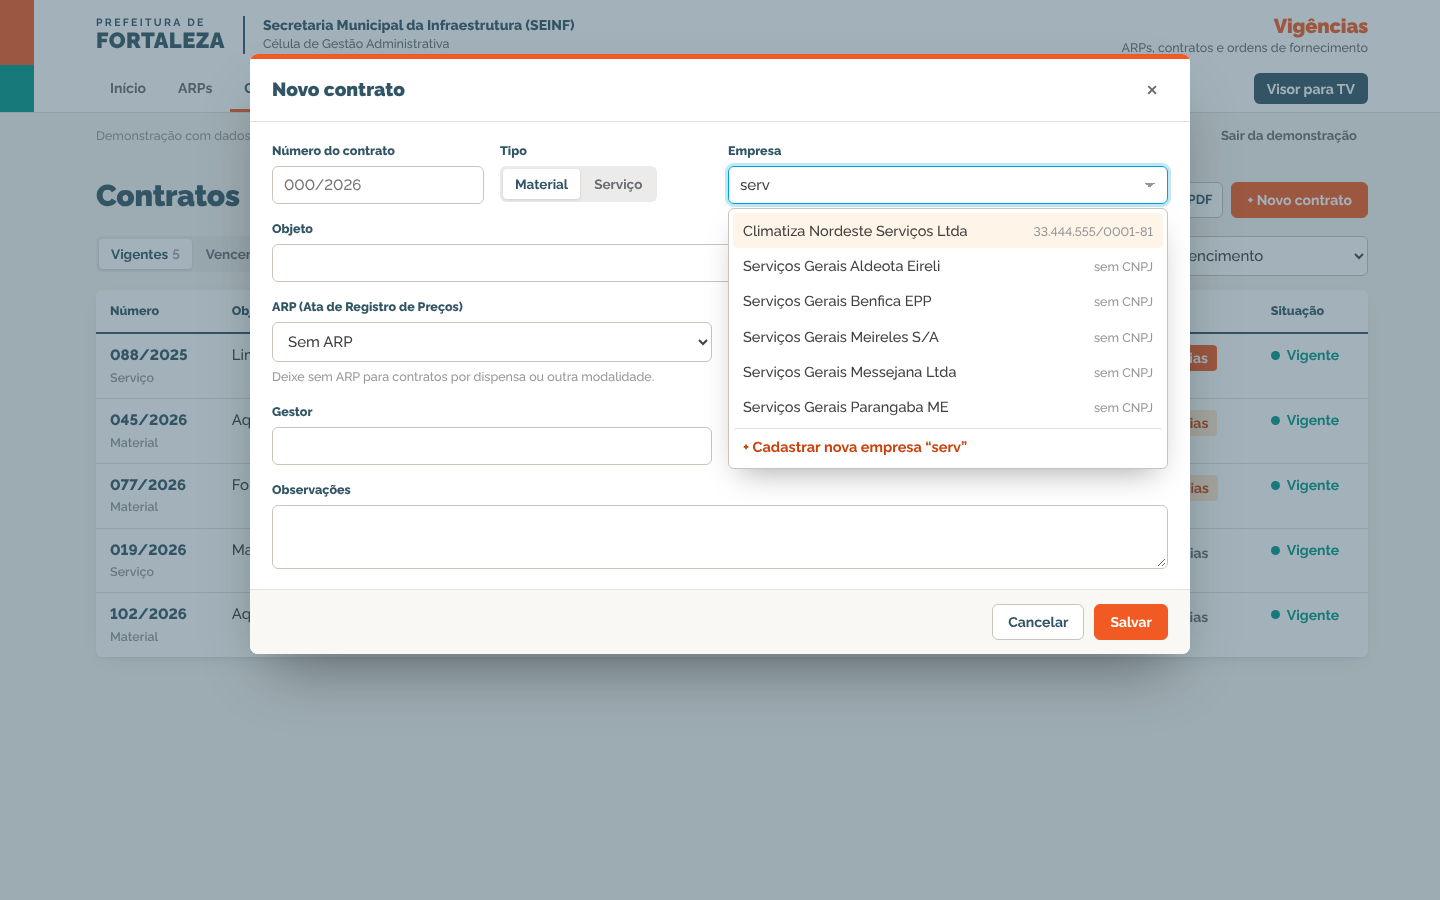 PREFEITURA DE
FORTALEZA
Secretaria Municipal da Infraestrutura (SEINF)
Célula de Gestão Administrativa
Vigências
ARPs, contratos e ordens de fornecimento
Início
ARPs
Visor para TV
Demonstração com dados
Sair da demonstração
Contratos
PDF
+ Novo contrato
Vigentes 5
Número
Situação
088/2025
Serviço
Vigente
045/2026
Material
Vigente
077/2026
Material
Vigente
019/2026
Serviço
Vigente
102/2026
Material
Vigente
Novo contrato
×
Número do contrato
Tipo
Empresa
000/2026
Material
Serviço
serv
Climatiza Nordeste Serviços Ltda 33.444.555/0001-81
Serviços Gerais Aldeota Eireli sem CNPJ
Serviços Gerais Benfica EPP sem CNPJ
Serviços Gerais Meireles S/A sem CNPJ
Serviços Gerais Messejana Ltda sem CNPJ
Serviços Gerais Parangaba ME sem CNPJ
+ Cadastrar nova empresa “serv”
Objeto
ARP (Ata de Registro de Preços)
Sem ARP
Deixe sem ARP para contratos por dispensa ou outra modalidade.
Gestor
Observações
Cancelar
Salvar